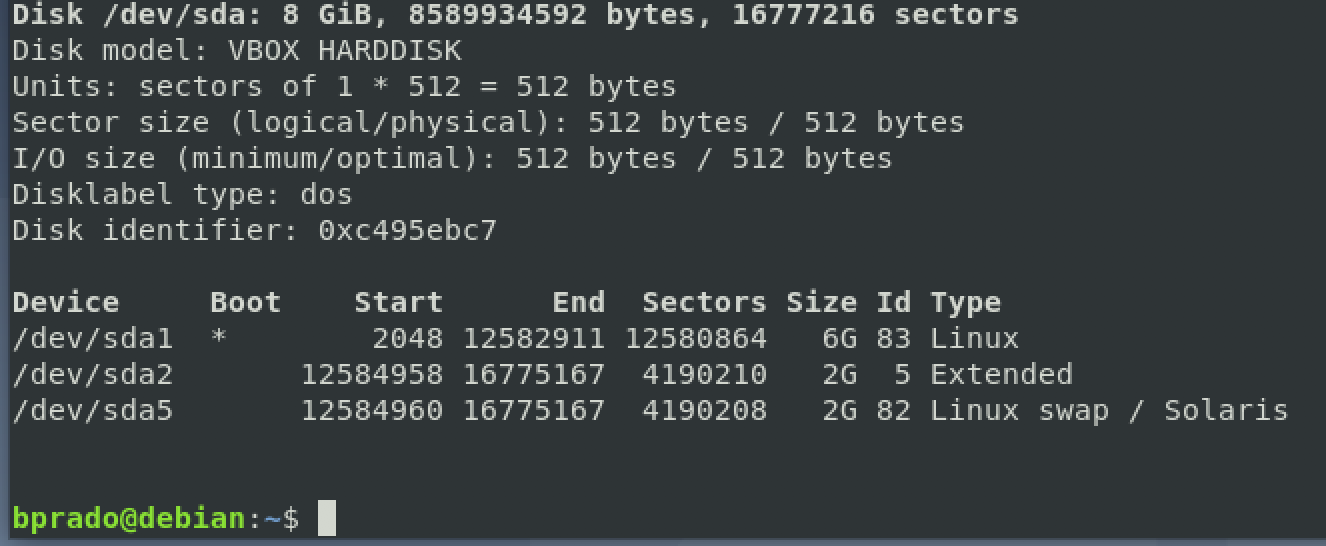 Disk /dev/sda: 8 GiB, 8589934592 bytes, 16777216 sectors
Disk model: VBOX HARDDISK
Units: sectors of 1 * 512 = 512 bytes
Sector size (logical/physical): 512 bytes / 512 bytes
I/O size (minimum/optimal): 512 bytes / 512 bytes
Disklabel type: dos
Disk identifier: 0xc495ebc7
Device     Boot    Start      End  Sectors Size Id Type
/dev/sda1  *        2048 12582911 12580864   6G 83 Linux
/dev/sda2       12584958 16775167  4190210   2G  5 Extended
/dev/sda5       12584960 16775167  4190208   2G 82 Linux swap / Solaris
bprado@debian:~$